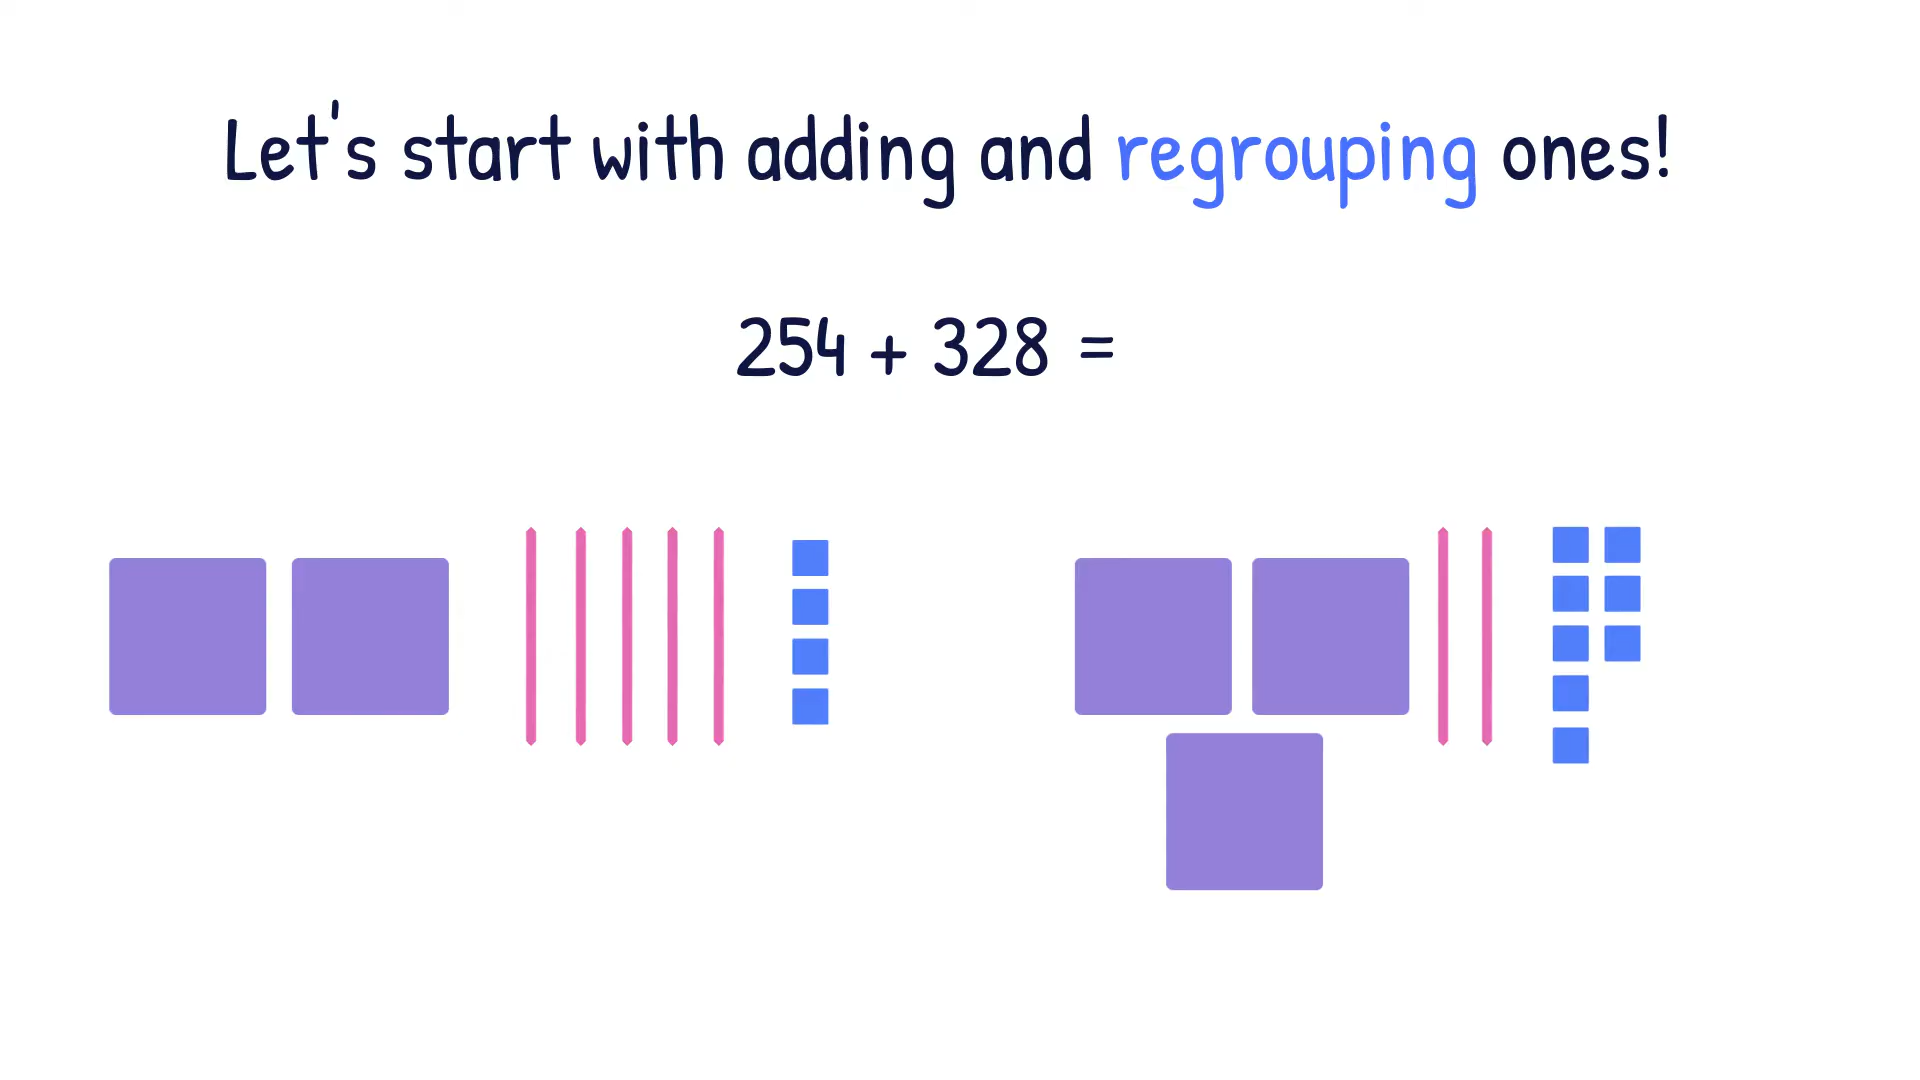 Let's start with adding and regrouping ones!
254 + 328 =